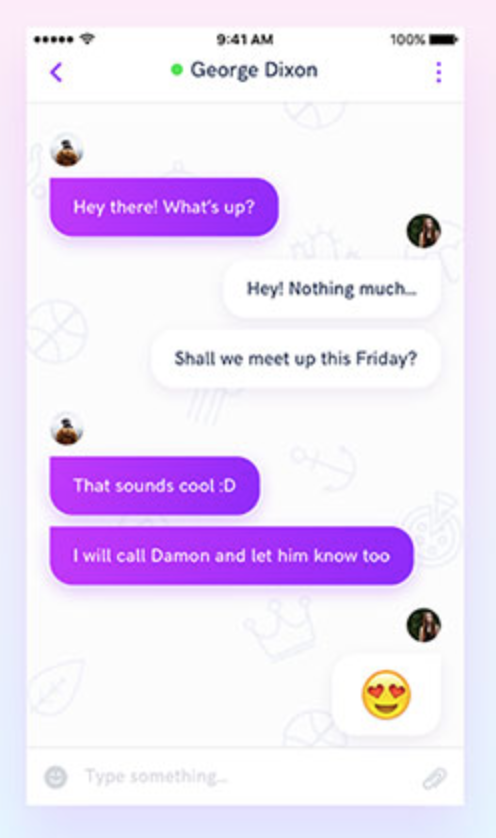 9:41 AM
100%
George Dixon
Hey there! What's up?
Hey! Nothing much...
Shall we meet up this Friday?
That sounds cool :D
I will call Damon and let him know too
Type something...